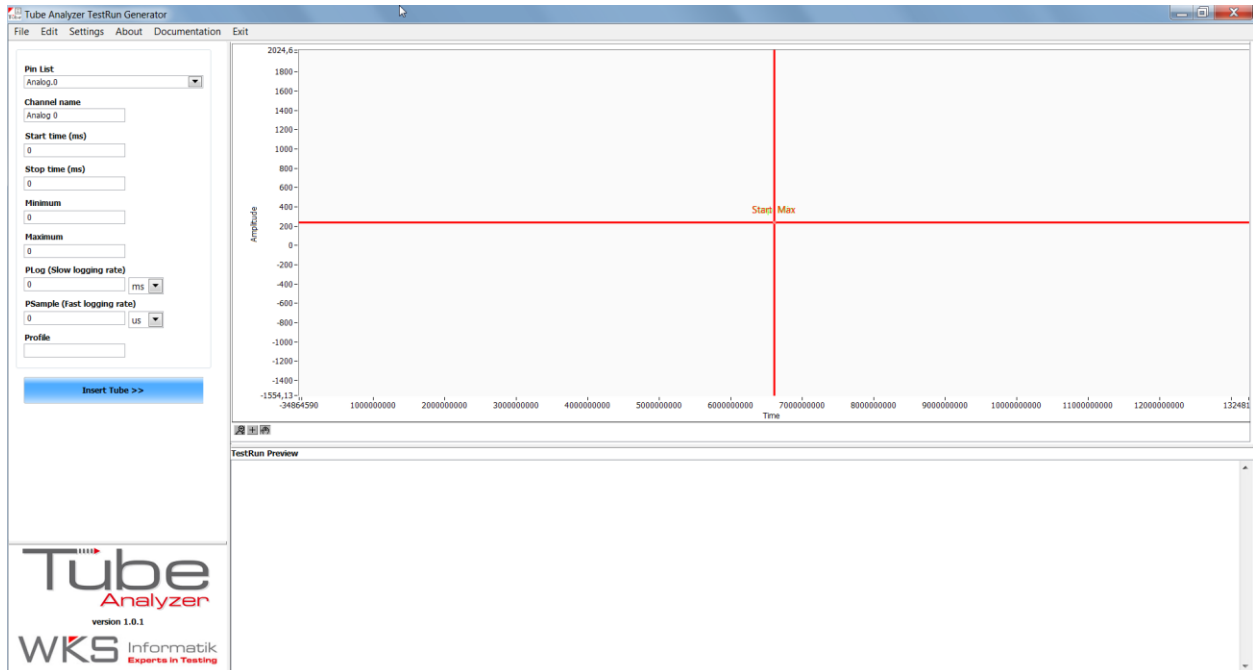 Tube Analyzer TestRun Generator
File Edit Settings About Documentation Exit
Pin List
Analog.0
Channel name
Analog 0
Start time (ms)
0
Stop time (ms)
0
Minimum
0
Maximum
0
PLog (Slow logging rate)
0 ms
PSample (Fast logging rate)
0 us
Profile
Insert Tube >>
Tube
Analyzer
version 1.0.1
WKS Informatik
Experts in Testing
Amplitude
2024,6
1800
1600
1400
1200
1000
800
600
400
200
0
-200
-400
-600
-800
-1000
-1200
-1400
-1554,13
Start Max
-34864590 1000000000 2000000000 3000000000 4000000000 5000000000 6000000000 7000000000 8000000000 9000000000 10000000000 11000000000 12000000000 132481
Time
TestRun Preview